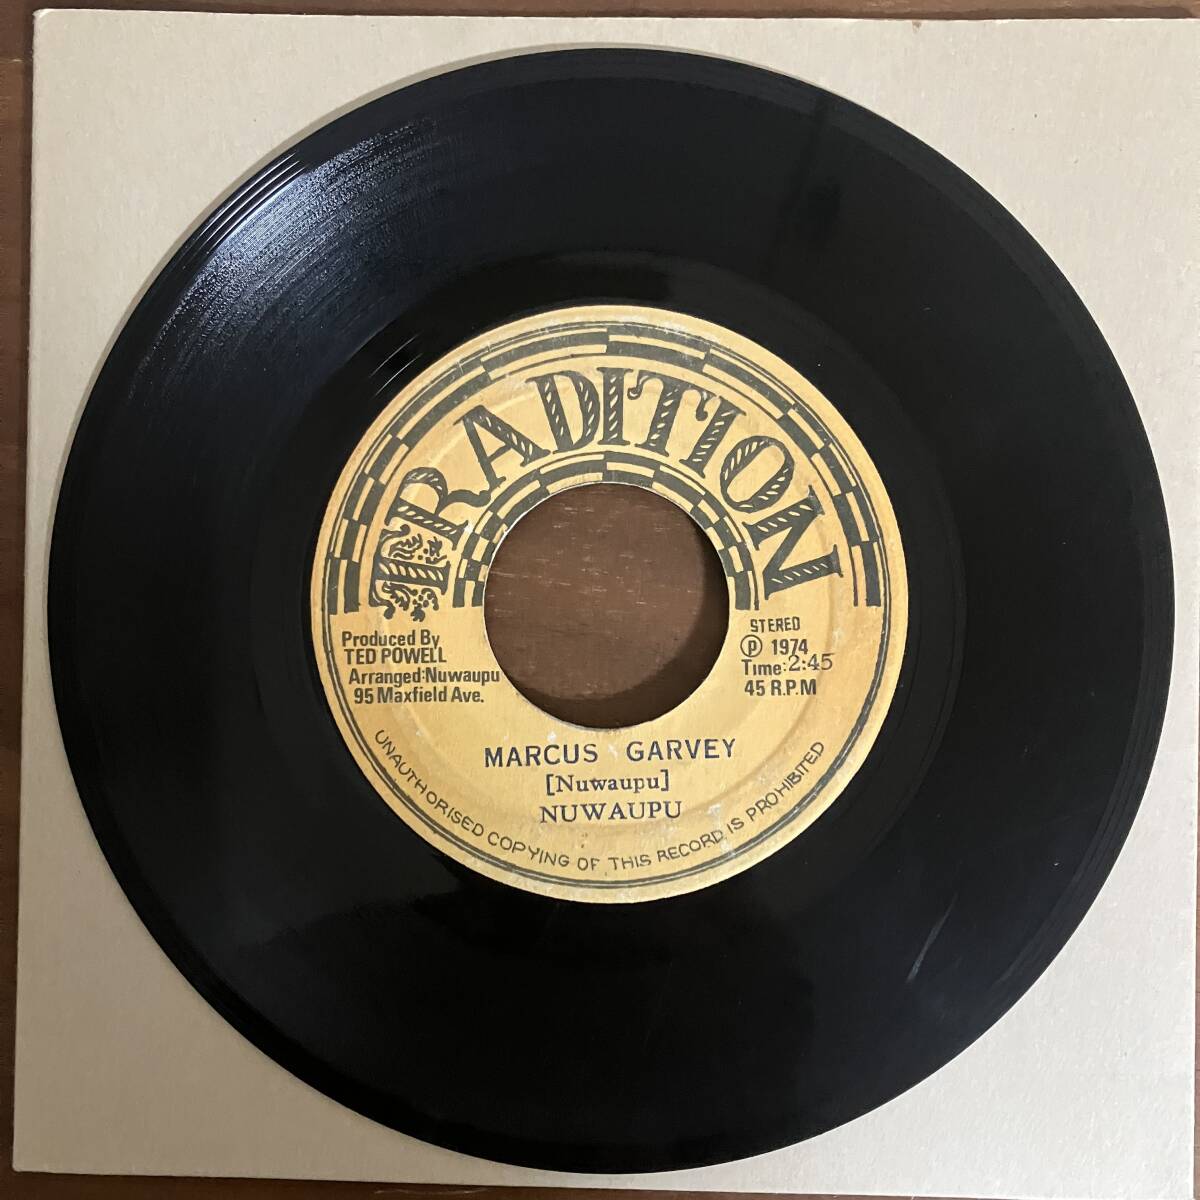 TRADITION
Produced By
TED POWELL
Arranged:Nuwaupu
95 Maxfield Ave.
STEREO
℗ 1974
Time:2:45
45 R.P.M
MARCUS GARVEY
[Nuwaupu]
NUWAUPU
UNAUTHORISED COPYING OF THIS RECORD IS PROHIBITED